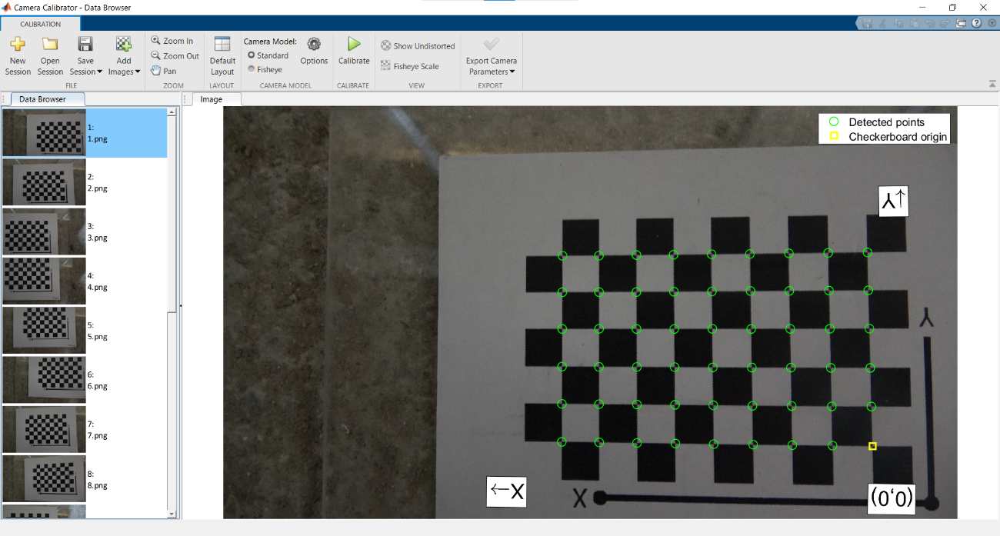 Camera Calibrator - Data Browser
CALIBRATION
New Session
Open Session
Save Session
Add Images
FILE
Zoom In
Zoom Out
Pan
ZOOM
Default Layout
LAYOUT
Camera Model:
Standard
Fisheye
Options
CAMERA MODEL
Calibrate
CALIBRATE
Show Undistorted
Fisheye Scale
VIEW
Export Camera Parameters
EXPORT
Data Browser
Image
1:
1.png
2:
2.png
3:
3.png
4:
4.png
5:
5.png
6:
6.png
7:
7.png
8:
8.png
Detected points
Checkerboard origin
Y→
Y
←X
X
(0,0)